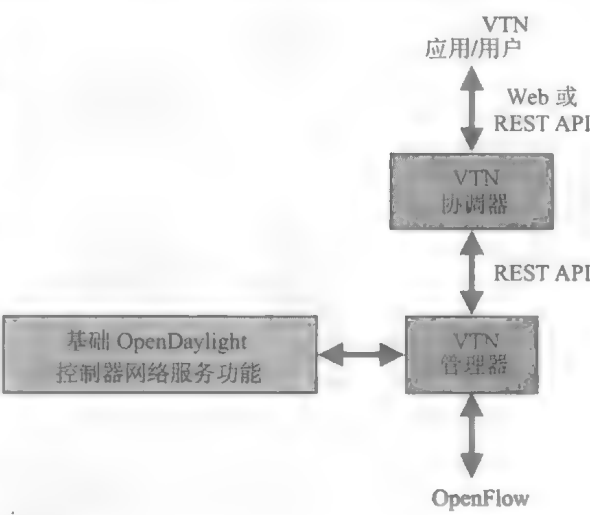 VTN
应用/用户
Web 或
REST API
VTN
协调器
REST API
基础 OpenDaylight
控制器网络服务功能
VTN
管理器
OpenFlow